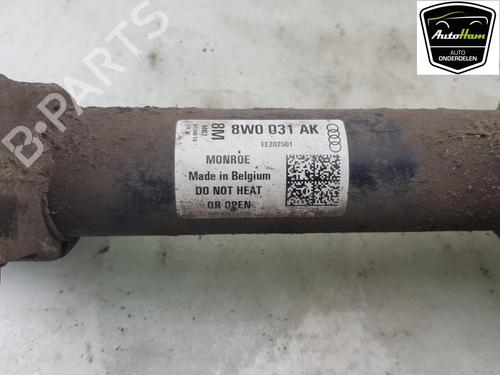 AutoHam
AUTO
ONDERDELEN
B-PARTS
8M 8W0 031 AK
EE202501
MONROE
Made in Belgium
DO NOT HEAT
OR OPEN